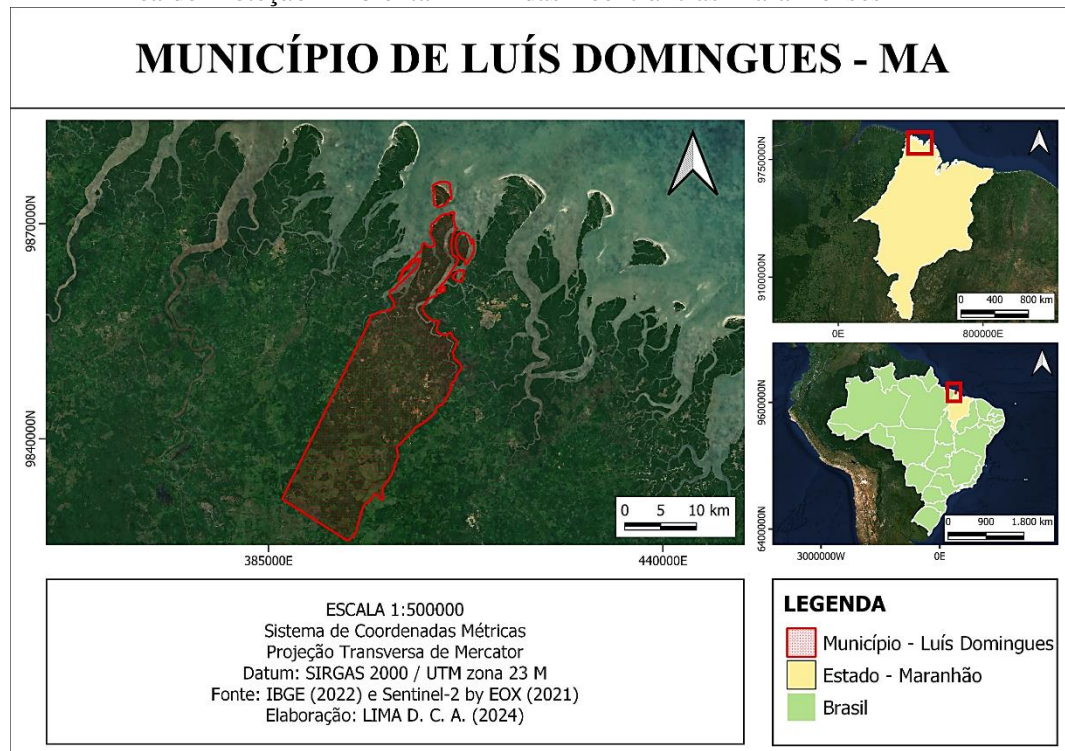 MUNICÍPIO DE LUÍS DOMINGUES - MA
9870000N
9840000N
385000E
440000E
0 5 10 km
9750000N
9100000N
0E
800000E
0 400 800 km
9600000N
6400000N
3000000W
0E
0 900 1.800 km
ESCALA 1:500000
Sistema de Coordenadas Métricas
Projeção Transversa de Mercator
Datum: SIRGAS 2000 / UTM zona 23 M
Fonte: IBGE (2022) e Sentinel-2 by EOX (2021)
Elaboração: LIMA D. C. A. (2024)
LEGENDA
Município - Luís Domingues
Estado - Maranhão
Brasil